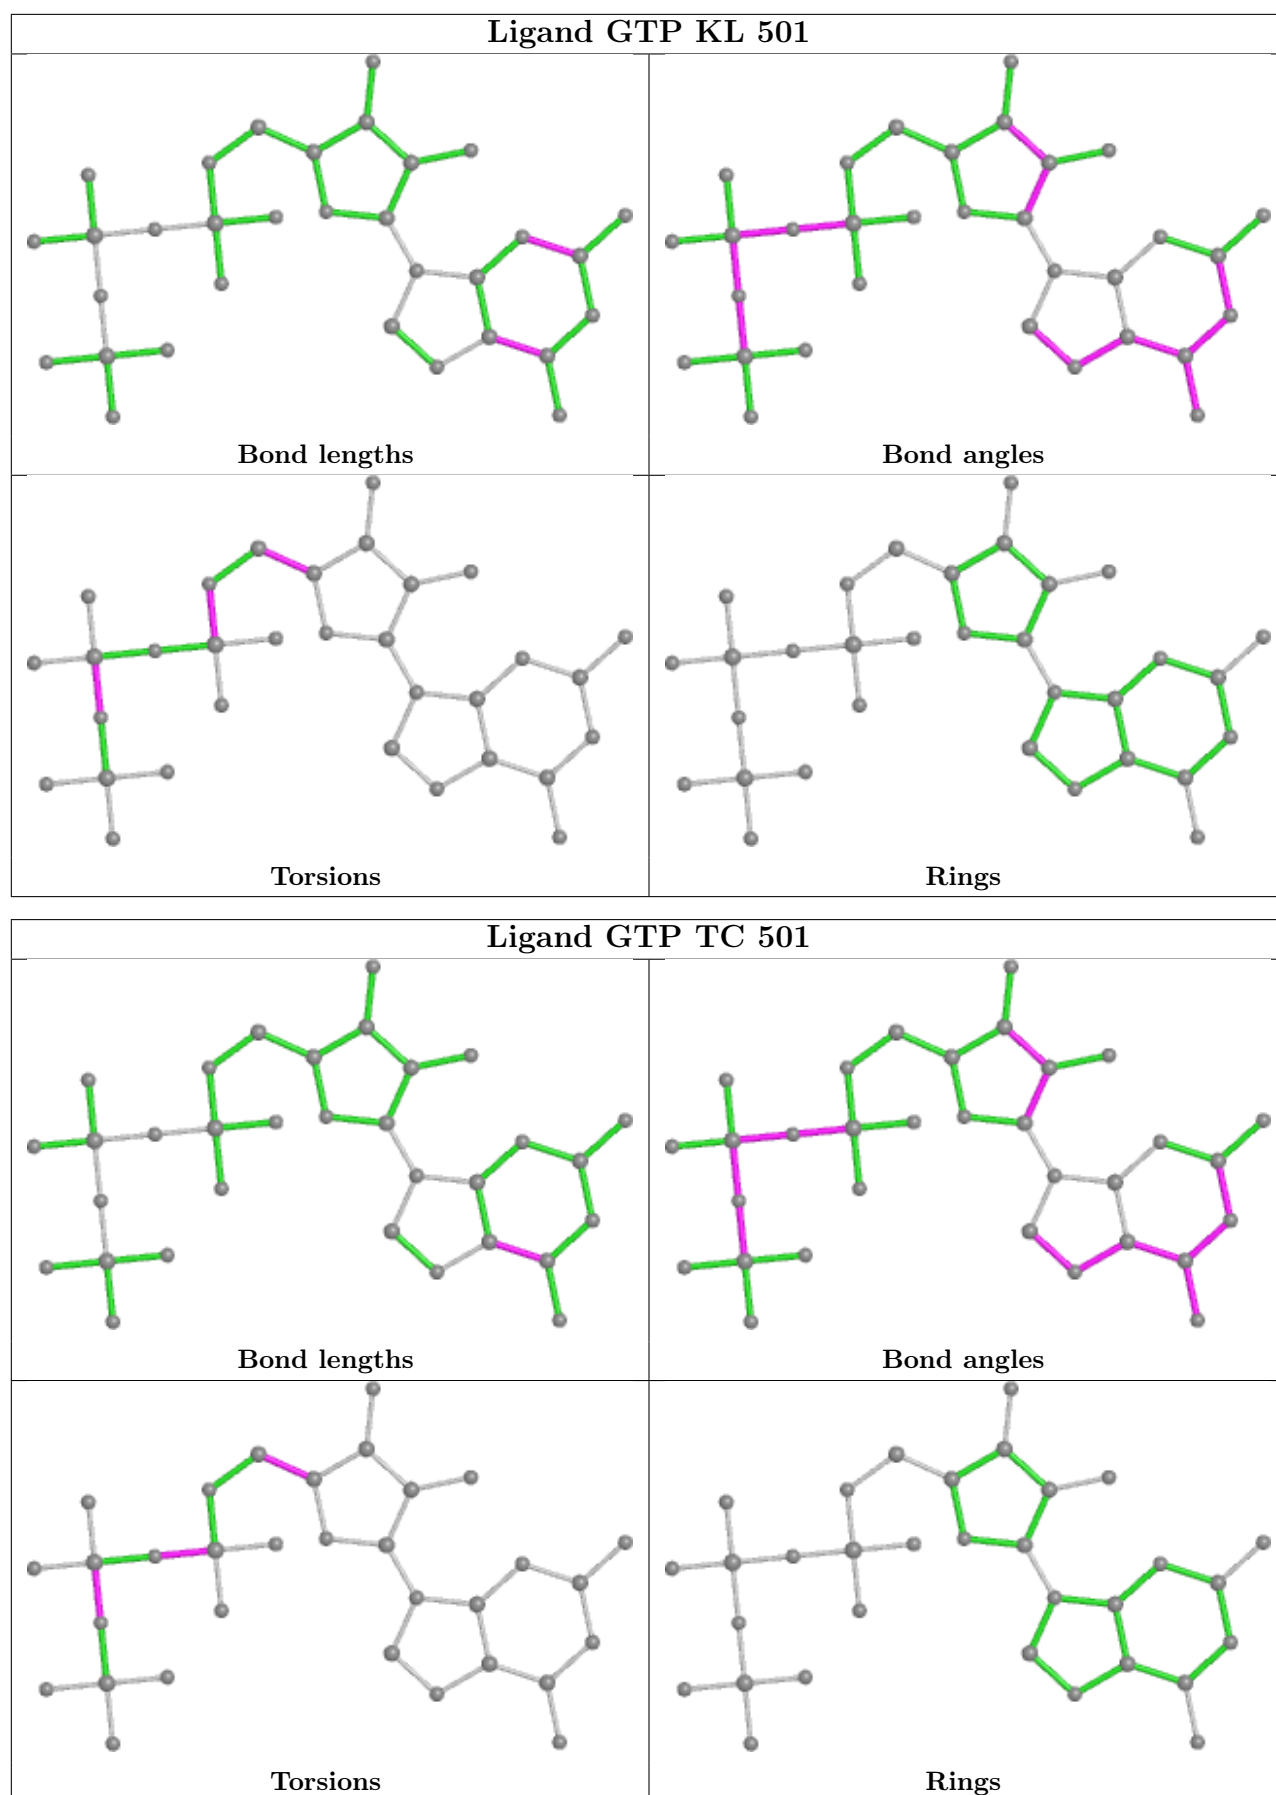 Ligand GTP KL 501
Bond lengths
Bond angles
Torsions
Rings
Ligand GTP TC 501
Bond lengths
Bond angles
Torsions
Rings